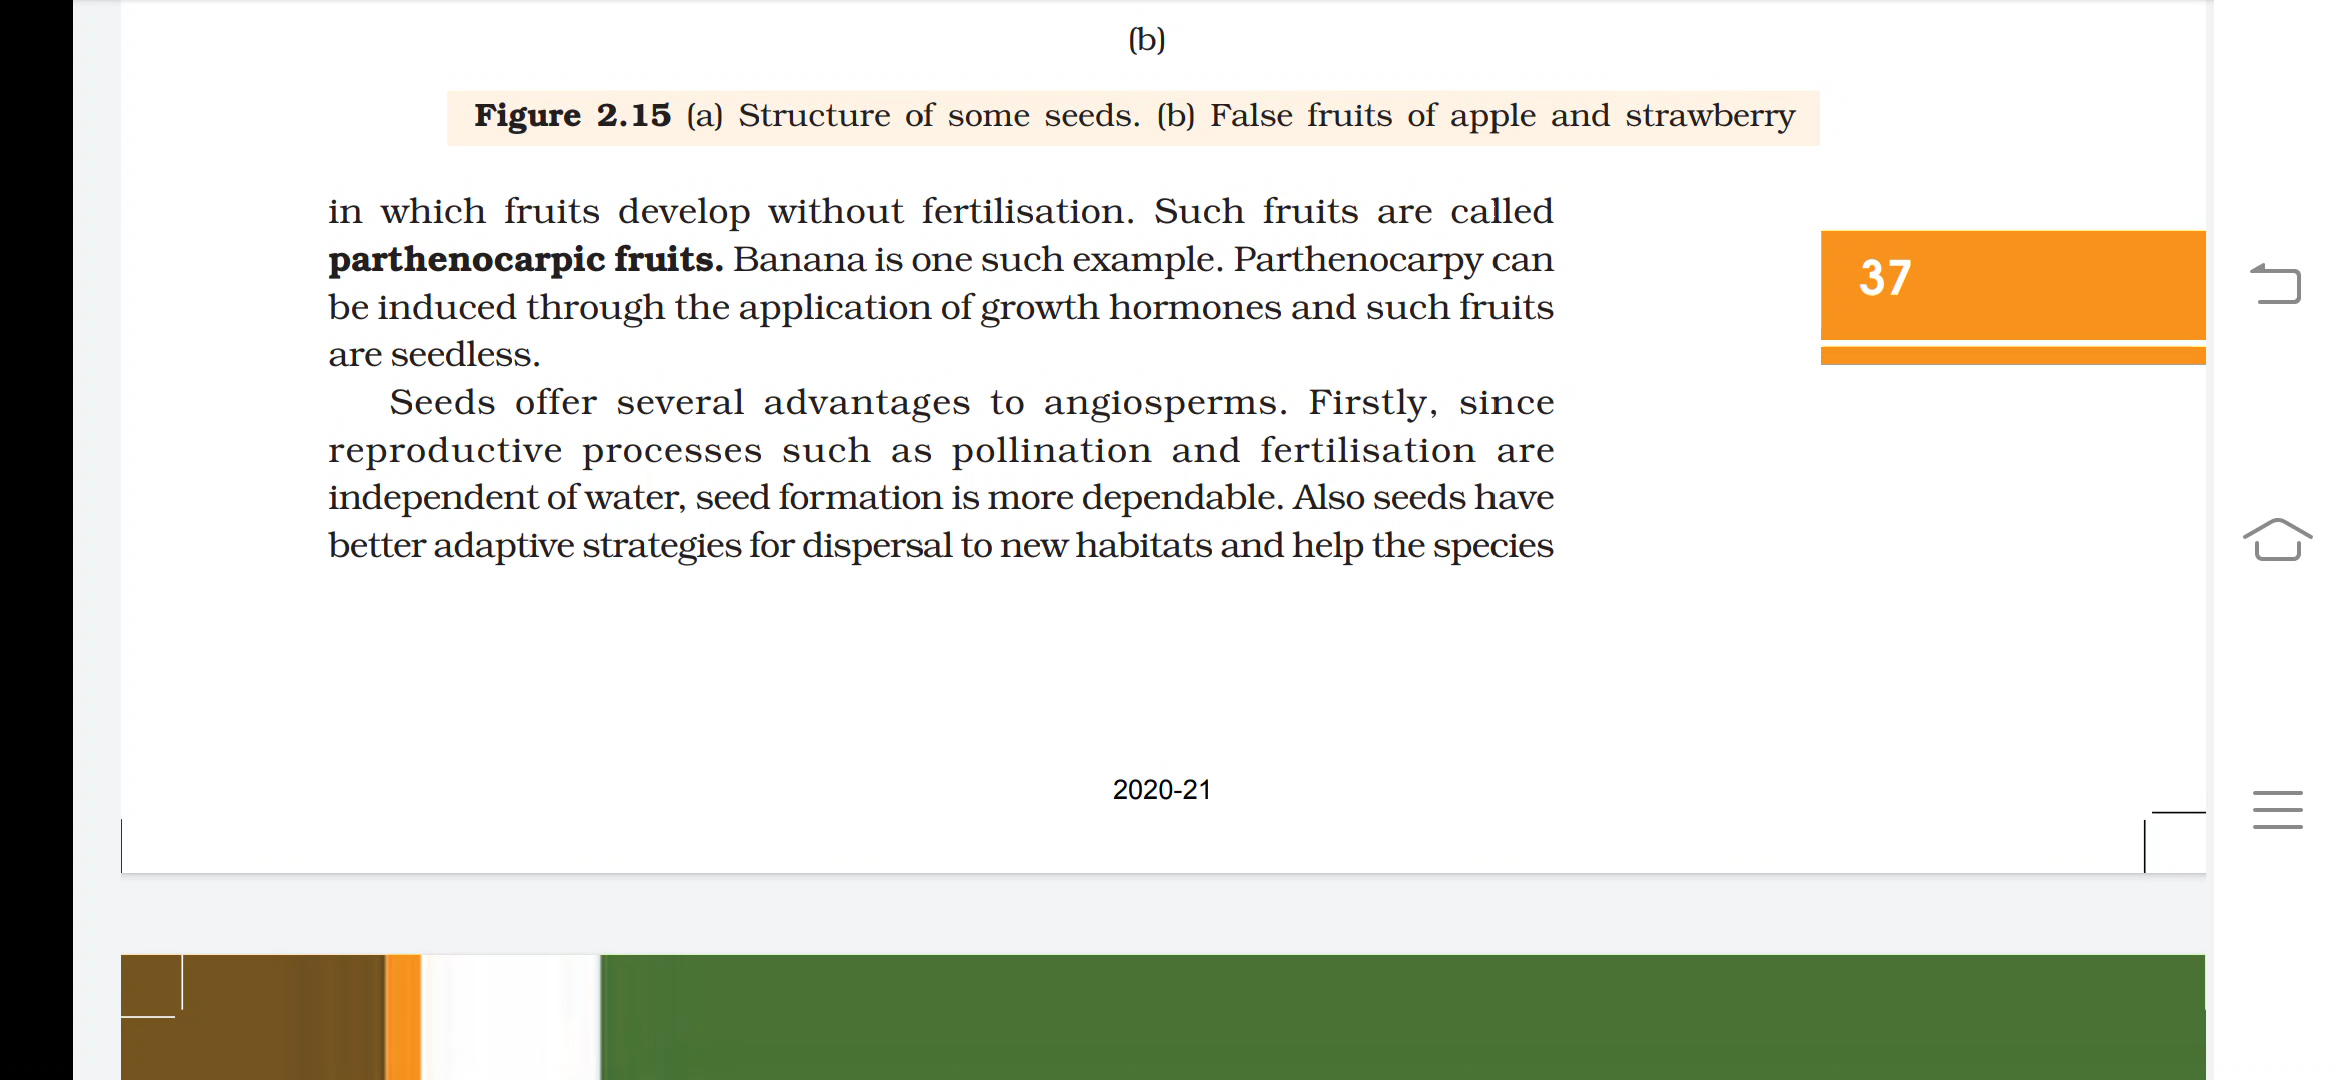 (b)
Figure 2.15 (a) Structure of some seeds. (b) False fruits of apple and strawberry
in which fruits develop without fertilisation. Such fruits are called
parthenocarpic fruits. Banana is one such example. Parthenocarpy can
be induced through the application of growth hormones and such fruits
are seedless.
37
Seeds offer several advantages to angiosperms. Firstly, since
reproductive processes such as pollination and fertilisation are
independent of water, seed formation is more dependable. Also seeds have
better adaptive strategies for dispersal to new habitats and help the species
2020-21